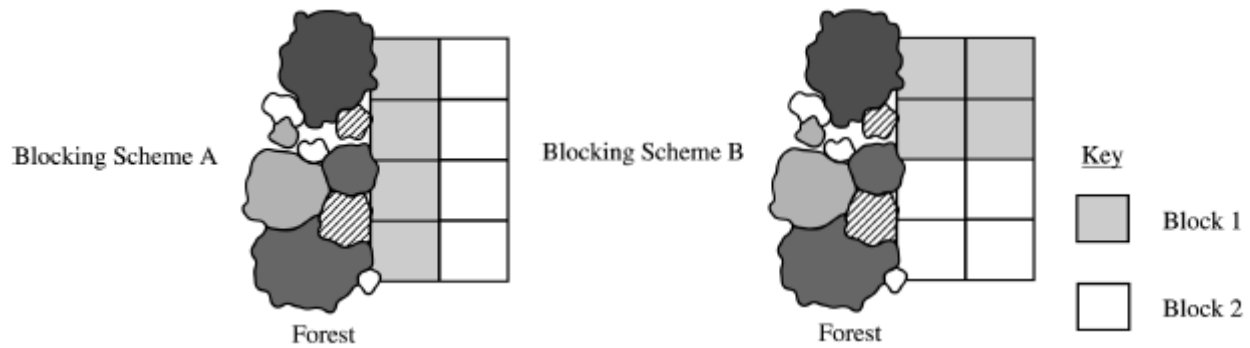 Blocking Scheme A
Blocking Scheme B
Key
Block 1
Block 2
Forest
Forest